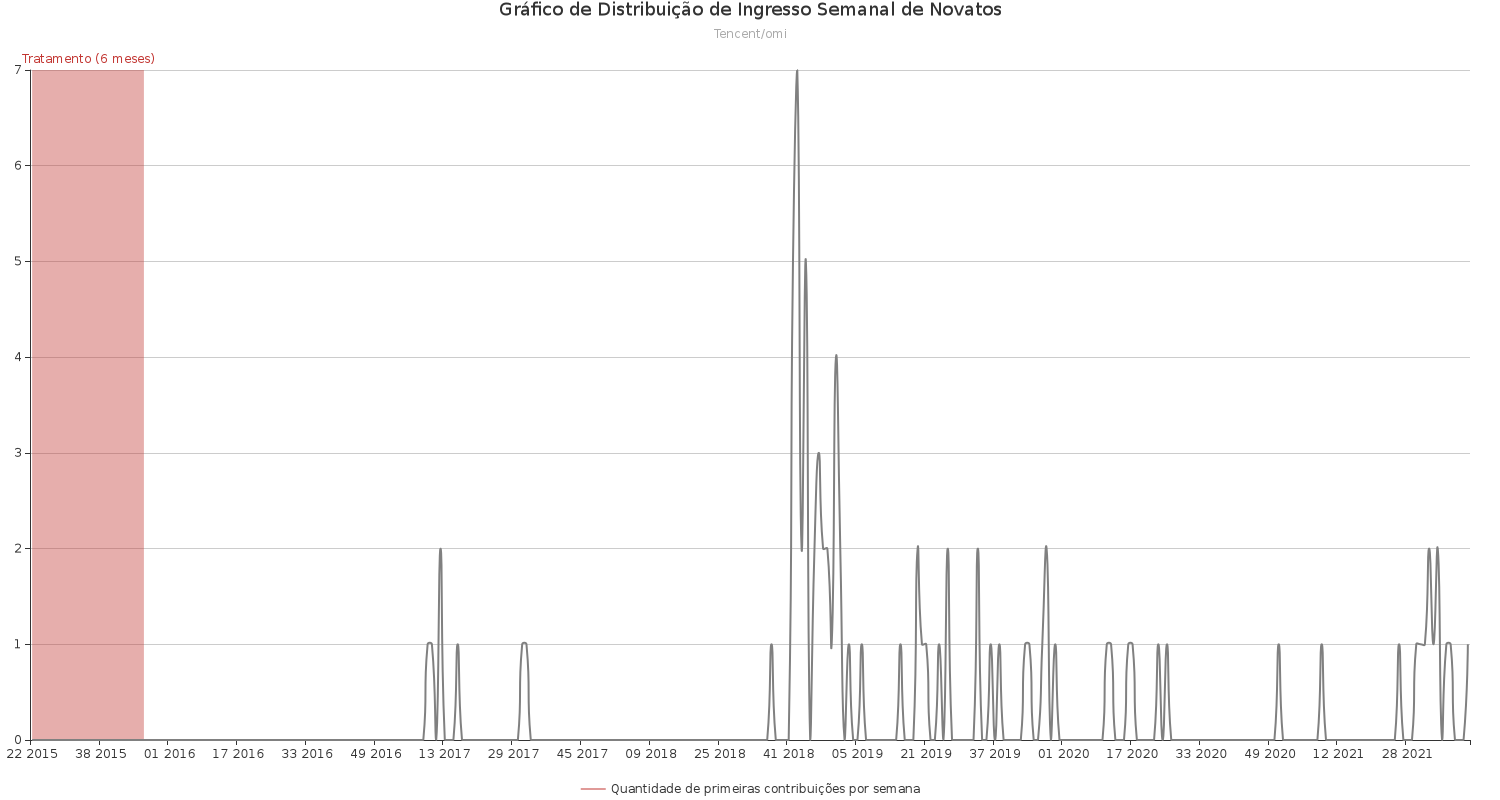 Gráfico de Distribuição de Ingresso Semanal de Novatos
Tencent/omi
Tratamento (6 meses)
7
6
5
4
3
2
1
0
22 2015 38 2015 01 2016 17 2016 33 2016 49 2016 13 2017 29 2017 45 2017 09 2018 25 2018 41 2018 05 2019 21 2019 37 2019 01 2020 17 2020 33 2020 49 2020 12 2021 28 2021
Quantidade de primeiras contribuições por semana